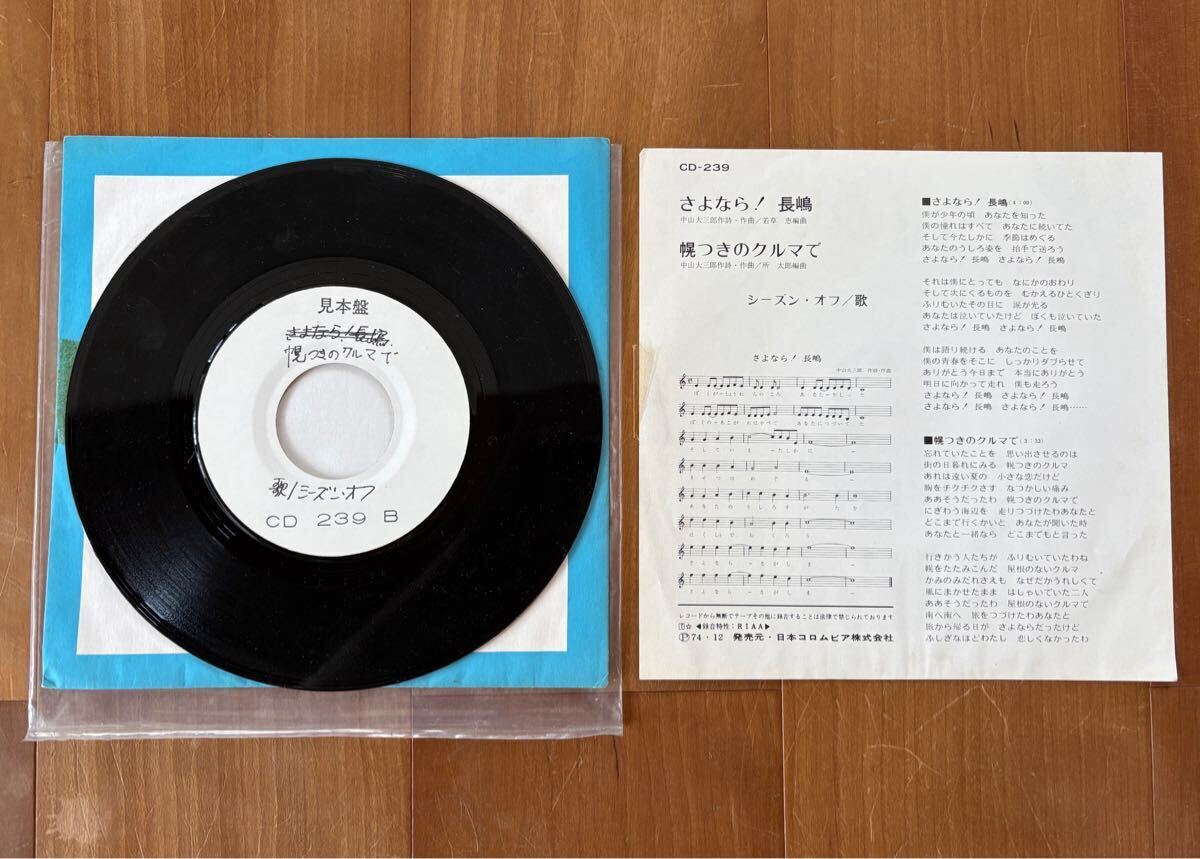 見本盤
さよなら!長嶋
幌つきのクルマで
歌/シーズン・オフ
CD 239 B
CD-239
さよなら! 長嶋
中山大三郎作詩・作曲/若草 恵編曲
幌つきのクルマで
中山大三郎作詩・作曲/所 太郎編曲
シーズン・オフ/歌
さよなら! 長嶋
中山大三郎 作詩・作曲
レコードから無断でテープその他に録音することは法律で禁じられております
◀録音特性:RIAA▶
Ⓟ74・12 発売元・日本コロムビア株式会社
■さよなら! 長嶋(4:00)
僕が少年の頃 あなたを知った
僕の憧れはすべて あなたに続いてた
そして今たしかに 季節はめぐる
あなたのうしろ姿を 拍手で送ろう
さよなら! 長嶋 さよなら! 長嶋
それは僕にとっても なにかのおわり
そして次にくるものを むかえるひとくぎり
ふりむいたその目に 涙が光る
あなたは泣いていたけど ぼくも泣いていた
さよなら! 長嶋 さよなら! 長嶋
僕は語り続ける あなたのことを
僕の青春をそこに しっかりダブらせて
ありがとう今日まで 本当にありがとう
明日に向かって走れ 僕も走ろう
さよなら! 長嶋 さよなら! 長嶋
さよなら! 長嶋 さよなら! 長嶋……
■幌つきのクルマで(3:33)
忘れていたことを 思い出させるのは
街の日暮れにみる 幌つきのクルマ
あれは遠い夏の 小さな恋だけど
胸をチクチクさす なつかしい痛み
ああそうだったわ 幌つきのクルマで
にぎわう海辺を 走りつづけたわあなたと
どこまで行くかいと あなたが聞いた時
あなたと一緒なら どこまでもと言った
行きかう人たちが ふりむいていたわね
幌をたたみこんだ 屋根のないクルマ
かみのみだれさえも なぜだかうれしくて
風にまかせたまま はしゃいでいた二人
ああそうだったわ 屋根のないクルマで
南へ南へ 旅をつづけたわあなたと
旅から帰る日が さよならだったけど
ふしぎなほどわたし 悲しくなかったわ